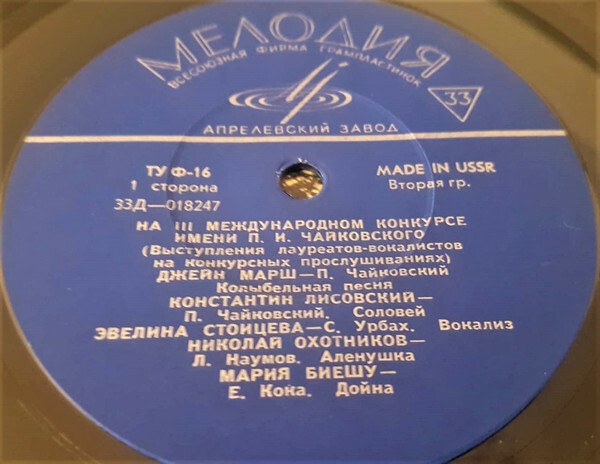 МЕЛОДИЯ
ВСЕСОЮЗНАЯ ФИРМА ГРАМПЛАСТИНОК
33
АПРЕЛЕВСКИЙ ЗАВОД
ТУ Ф-16
MADE IN USSR
1 сторона
Вторая гр.
33Д—018247
НА III МЕЖДУНАРОДНОМ КОНКУРСЕ
ИМЕНИ П. И. ЧАЙКОВСКОГО
(Выступления лауреатов-вокалистов
на конкурсных прослушиваниях)
ДЖЕЙН МАРШ—П. Чайковский
Колыбельная песня
КОНСТАНТИН ЛИСОВСКИЙ—
П. Чайковский. Соловей
ЭВЕЛИНА СТОИЦЕВА—С. Урбах. Вокализ
НИКОЛАЙ ОХОТНИКОВ—
Л. Наумов. Аленушка
МАРИЯ БИЕШУ—
Е. Кока. Дойна